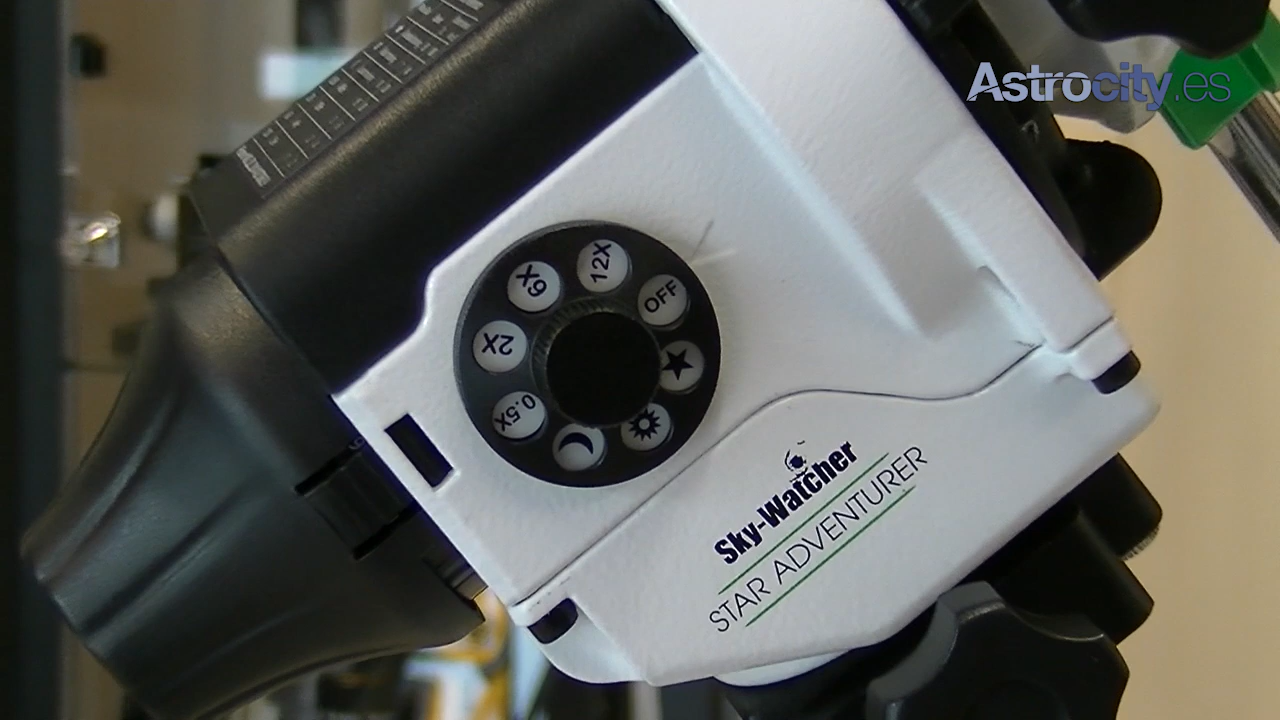 Astrocity.es
12X
6X
OFF
2X
0.5X
Sky-Watcher
STAR ADVENTURER